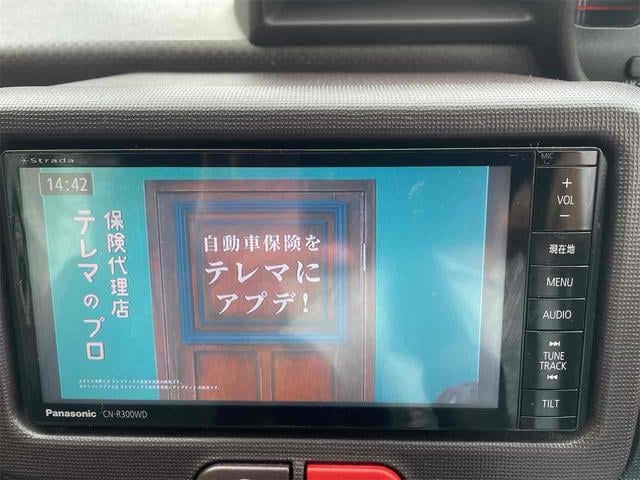 Strada
14:42
保険代理店
テレマのプロ
自動車保険を
テレマに
アプデ!
Panasonic CN-R300WD
MIC
+
VOL
−
現在地
MENU
AUDIO
TUNE
TRACK
TILT